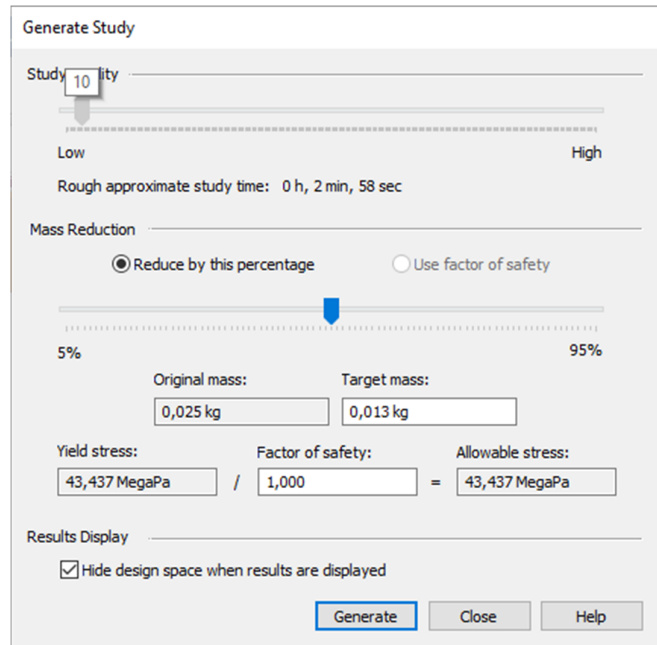 Generate Study
Study lity
10
Low High
Rough approximate study time: 0 h, 2 min, 58 sec
Mass Reduction
Reduce by this percentage Use factor of safety
5% 95%
Original mass: Target mass:
0,025 kg 0,013 kg
Yield stress: Factor of safety: Allowable stress:
43,437 MegaPa / 1,000 = 43,437 MegaPa
Results Display
Hide design space when results are displayed
Generate Close Help